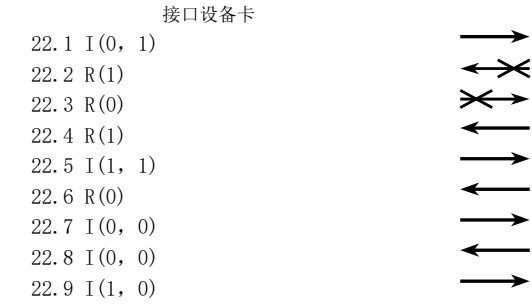 接口设备卡
22.1 I(0，1)
22.2 R(1)
22.3 R(0)
22.4 R(1)
22.5 I(1，1)
22.6 R(0)
22.7 I(0，0)
22.8 I(0，0)
22.9 I(1，0)